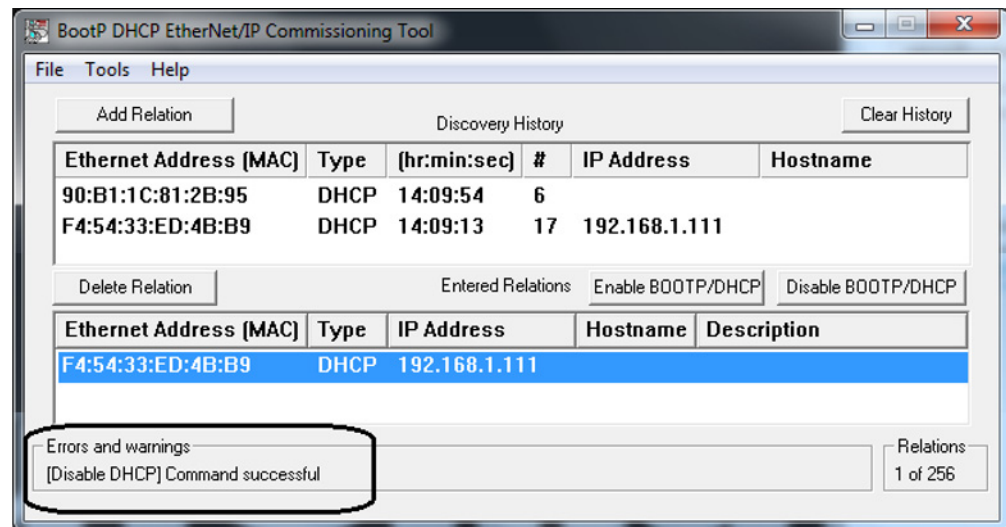 BootP DHCP EtherNet/IP Commissioning Tool
File Tools Help
Add Relation Discovery History Clear History
Ethernet Address (MAC) Type (hr:min:sec) # IP Address Hostname
90:B1:1C:81:2B:95 DHCP 14:09:54 6
F4:54:33:ED:4B:B9 DHCP 14:09:13 17 192.168.1.111
Delete Relation Entered Relations Enable BOOTP/DHCP Disable BOOTP/DHCP
Ethernet Address (MAC) Type IP Address Hostname Description
F4:54:33:ED:4B:B9 DHCP 192.168.1.111
Errors and warnings Relations
[Disable DHCP] Command successful 1 of 256